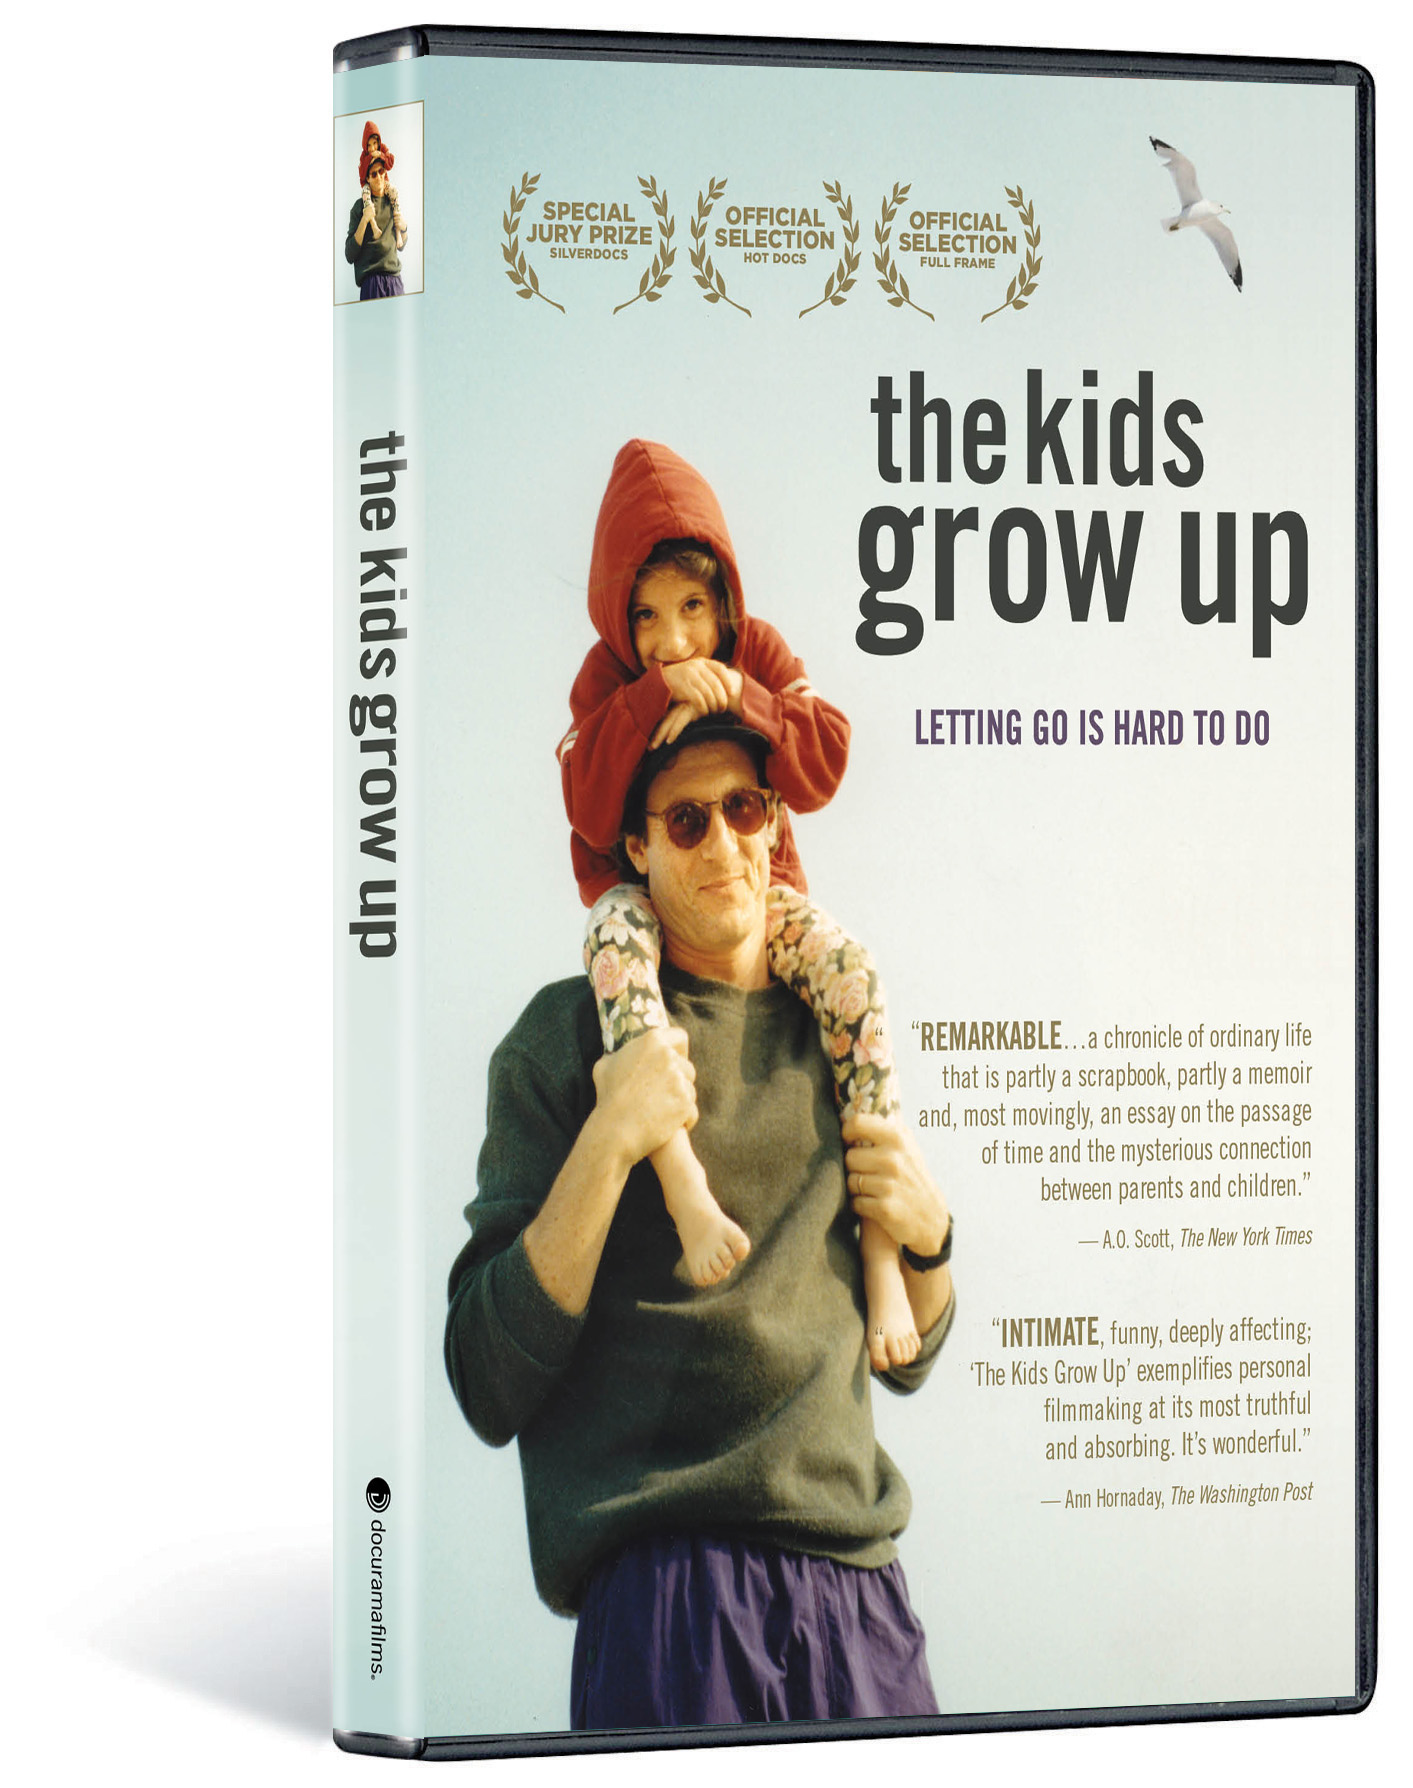 SPECIAL
JURY PRIZE
SILVERDOCS
OFFICIAL
SELECTION
HOT DOCS
OFFICIAL
SELECTION
FULL FRAME
the kids
grow up
LETTING GO IS HARD TO DO
“REMARKABLE...a chronicle of ordinary life
that is partly a scrapbook, partly a memoir
and, most movingly, an essay on the passage
of time and the mysterious connection
between parents and children.”
— A.O. Scott, The New York Times
“INTIMATE, funny, deeply affecting;
‘The Kids Grow Up’ exemplifies personal
filmmaking at its most truthful
and absorbing. It’s wonderful.”
— Ann Hornaday, The Washington Post
the kids grow up
docuramafilms